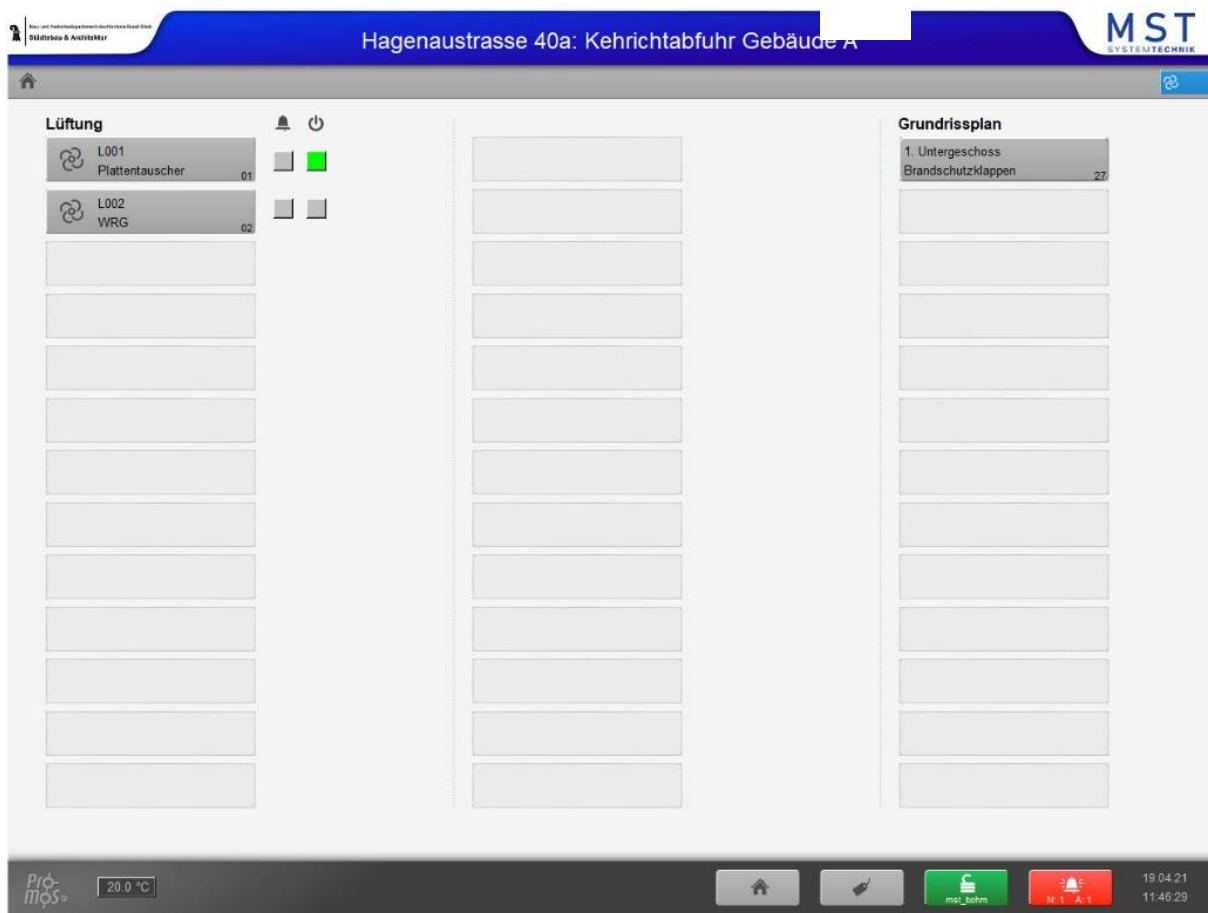 Städtebau & Architektur
Hagenaustrasse 40a: Kehrichtabfuhr Gebäude A
MST
SYSTEMTECHNIK
Lüftung
L001
Plattentauscher
01
L002
WRG
02
Grundrissplan
1. Untergeschoss
Brandschutzklappen
27
Pro-
mos
20.0 °C
mst_bohm
N: 1 A: 1
19.04.21
11:46:29